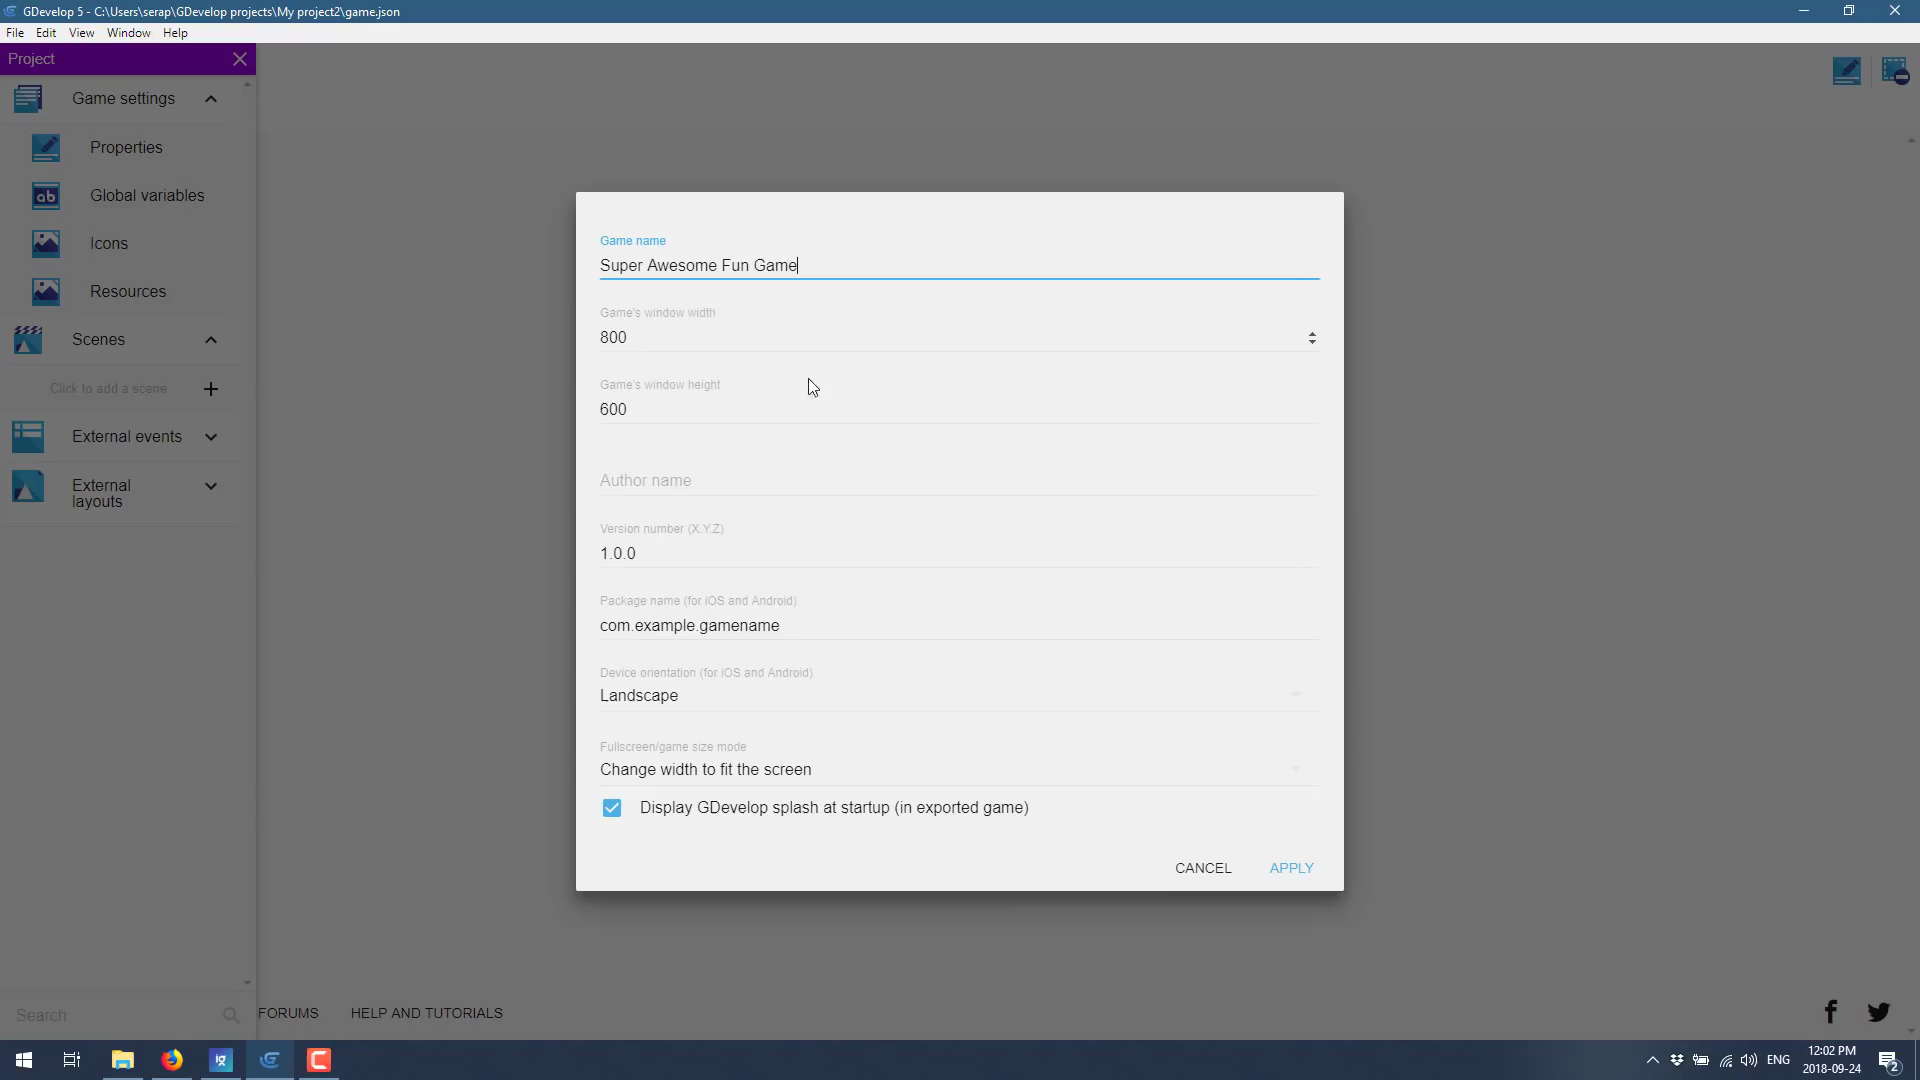 GDevelop 5 - C:\Users\serap\GDevelop projects\My project2\game.json
File Edit View Window Help
Project
Game settings
Properties
Global variables
Icons
Resources
Scenes
Click to add a scene
External events
External
layouts
Search
Game name
Super Awesome Fun Game
Game's window width
800
Game's window height
600
Author name
Version number (X.Y.Z)
1.0.0
Package name (for iOS and Android)
com.example.gamename
Device orientation (for iOS and Android)
Landscape
Fullscreen/game size mode
Change width to fit the screen
Display GDevelop splash at startup (in exported game)
CANCEL APPLY
FORUMS HELP AND TUTORIALS
ENG
12:02 PM
2018-09-24
2